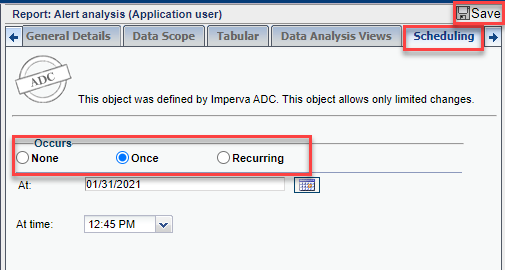 Report: Alert analysis (Application user)
Save
General Details Data Scope Tabular Data Analysis Views Scheduling
ADC
This object was defined by Imperva ADC. This object allows only limited changes.
Occurs
None Once Recurring
At: 01/31/2021
At time: 12:45 PM